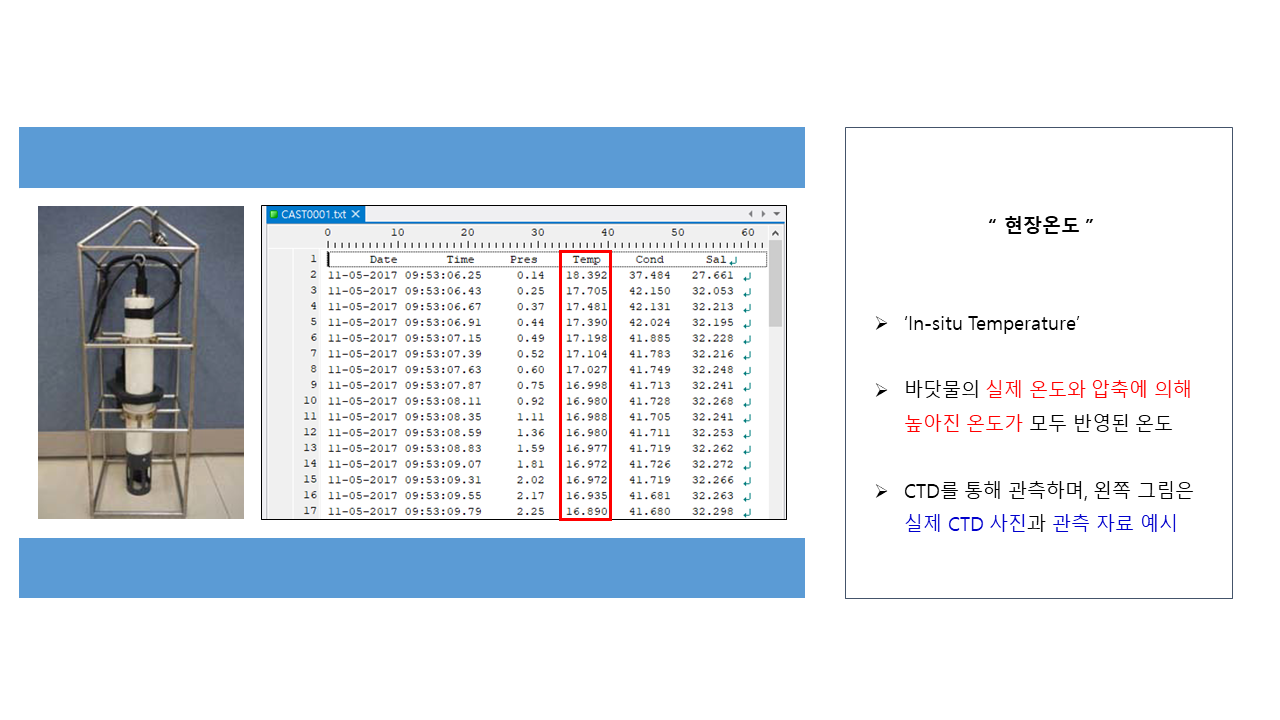 CAST0001.txt
0 10 20 30 40 50 60
1 Date Time Pres Temp Cond Sal
2 11-05-2017 09:53:06.25 0.14 18.392 37.484 27.661
3 11-05-2017 09:53:06.43 0.25 17.705 42.150 32.053
4 11-05-2017 09:53:06.67 0.37 17.481 42.131 32.213
5 11-05-2017 09:53:06.91 0.44 17.390 42.024 32.195
6 11-05-2017 09:53:07.15 0.49 17.198 41.885 32.228
7 11-05-2017 09:53:07.39 0.52 17.104 41.783 32.216
8 11-05-2017 09:53:07.63 0.60 17.027 41.749 32.248
9 11-05-2017 09:53:07.87 0.75 16.998 41.713 32.241
10 11-05-2017 09:53:08.11 0.92 16.980 41.728 32.268
11 11-05-2017 09:53:08.35 1.11 16.988 41.705 32.241
12 11-05-2017 09:53:08.59 1.36 16.980 41.711 32.253
13 11-05-2017 09:53:08.83 1.59 16.977 41.719 32.262
14 11-05-2017 09:53:09.07 1.81 16.972 41.726 32.272
15 11-05-2017 09:53:09.31 2.02 16.972 41.719 32.266
16 11-05-2017 09:53:09.55 2.17 16.935 41.681 32.263
17 11-05-2017 09:53:09.79 2.25 16.890 41.680 32.298
“ 현장온도 ”
‘In-situ Temperature’
바닷물의 실제 온도와 압축에 의해
높아진 온도가 모두 반영된 온도
CTD를 통해 관측하며, 왼쪽 그림은
실제 CTD 사진과 관측 자료 예시